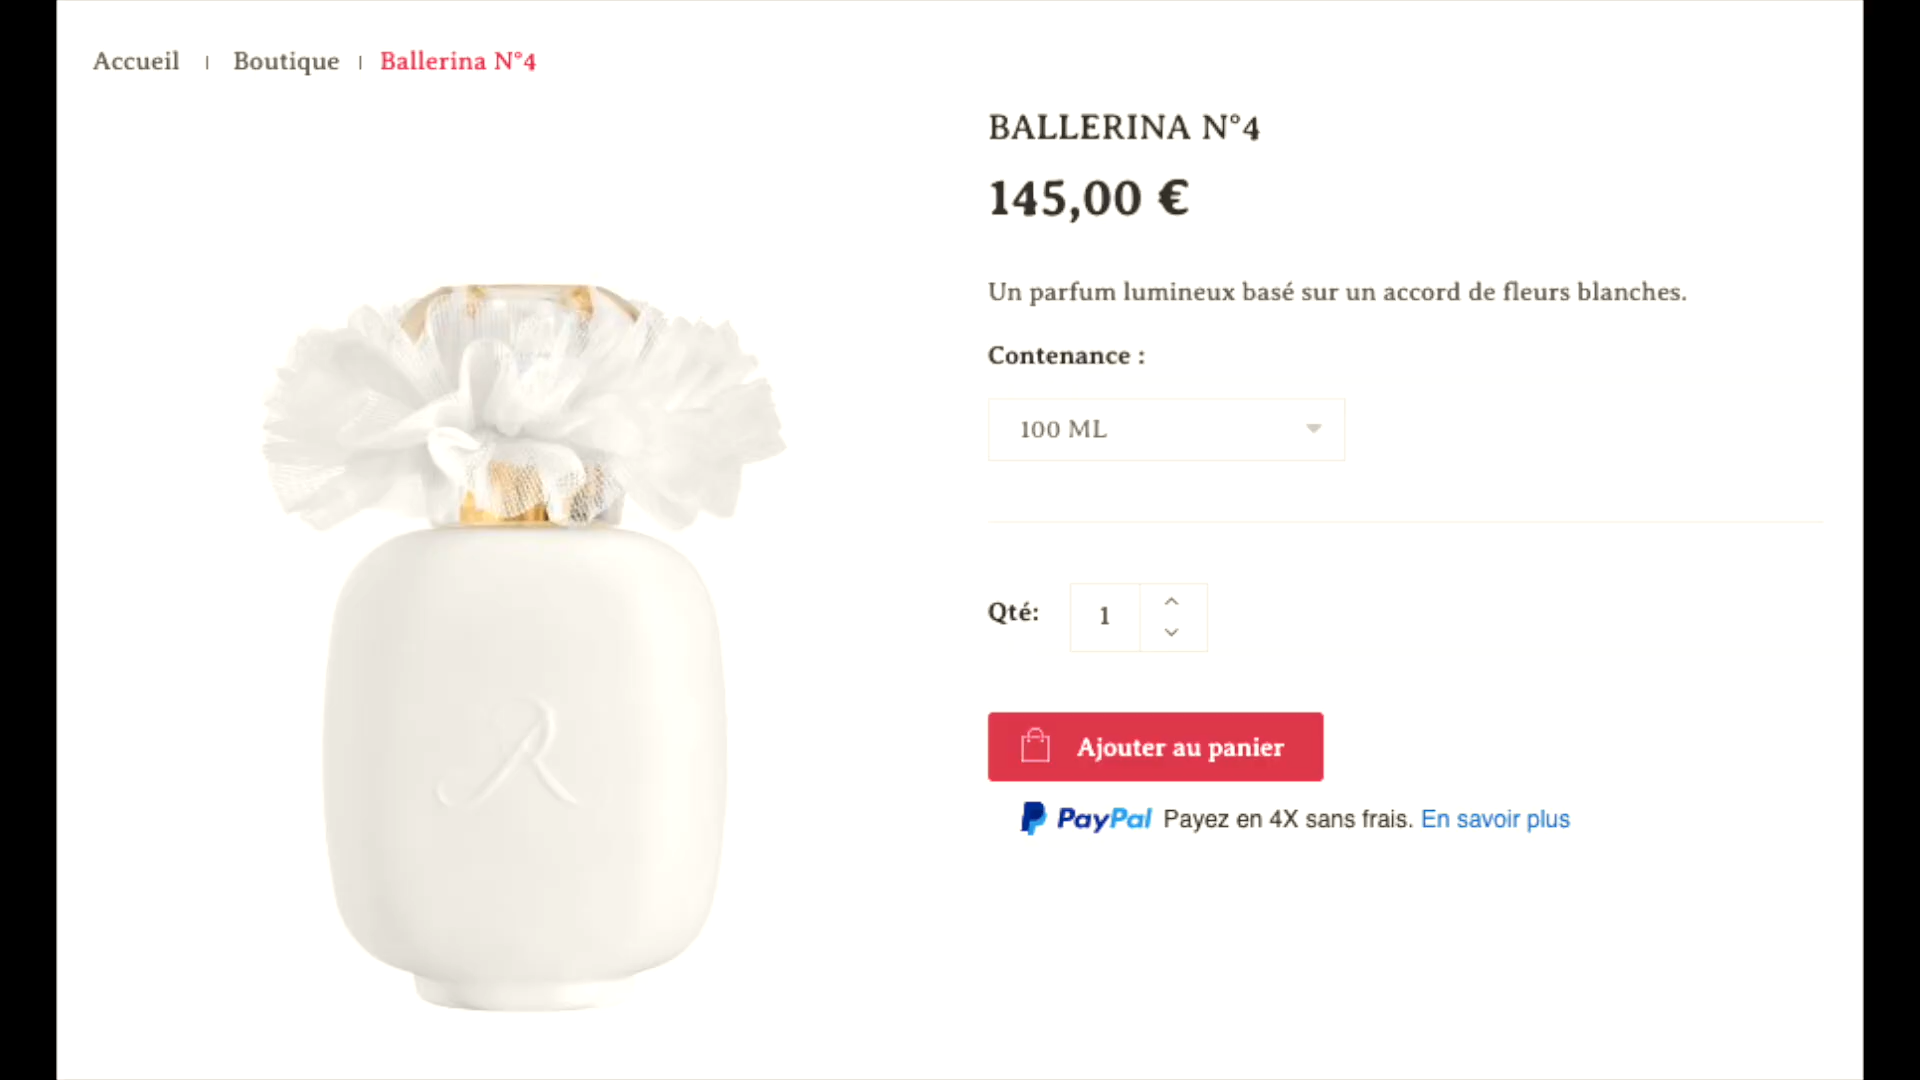 Accueil | Boutique | Ballerina N°4
BALLERINA N°4
145,00 €
Un parfum lumineux basé sur un accord de fleurs blanches.
Contenance :
100 ML
Qté: 1
Ajouter au panier
PayPal Payez en 4X sans frais. En savoir plus
R